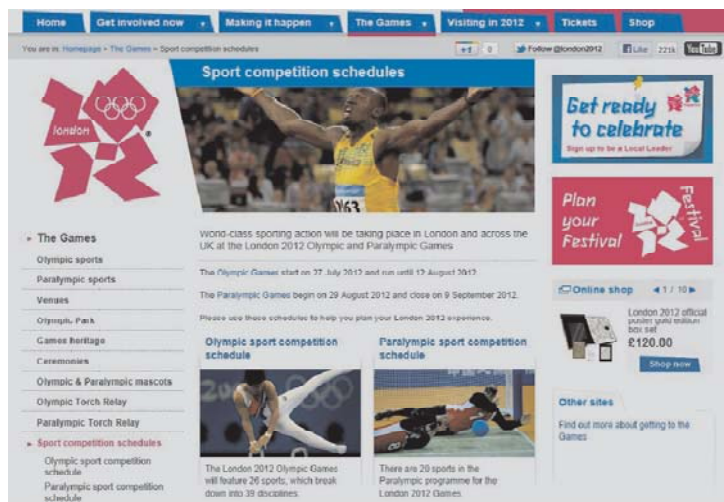 Home Get involved now Making it happen The Games Visiting in 2012 Tickets Shop
You are in: Homepage > The Games > Sport competition schedules
+1 0 Follow @london2012 Like 221k YouTube
Sport competition schedules
london
Get ready
to celebrate
Sign up to be a Local Leader
Plan
your
Festival
Festival
The Games
Olympic sports
Paralympic sports
Venues
Olympic Park
Games heritage
Ceremonies
Olympic & Paralympic mascots
Olympic Torch Relay
Paralympic Torch Relay
Sport competition schedules
Olympic sport competition
schedule
Paralympic sport competition
schedule
World-class sporting action will be taking place in London and across the
UK at the London 2012 Olympic and Paralympic Games
The Olympic Games start on 27 July 2012 and run until 12 August 2012.
The Paralympic Games begin on 29 August 2012 and close on 9 September 2012.
Please use these schedules to help you plan your London 2012 experience.
Olympic sport competition
schedule
The London 2012 Olympic Games
will feature 26 sports, which break
down into 39 disciplines.
Paralympic sport competition
schedule
There are 20 sports in the
Paralympic programme for the
London 2012 Games.
Online shop 1 / 10
London 2012 official
poster gold edition
box set
£120.00
Shop now
Other sites
Find out more about getting to the
Games